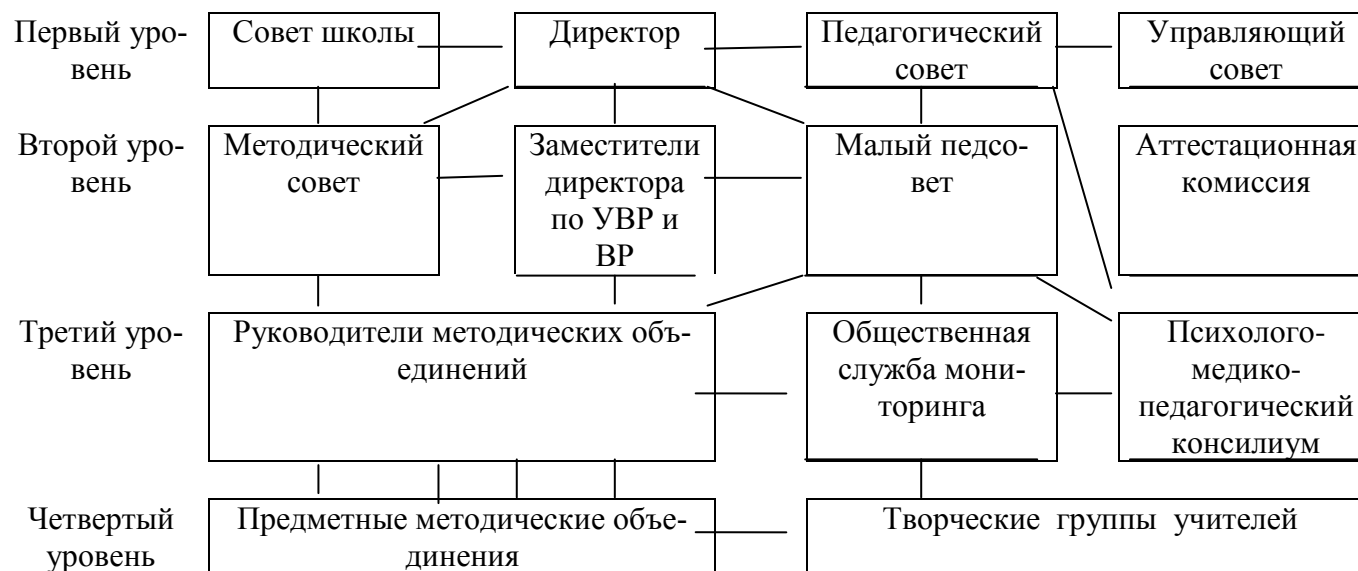 Первый уро-
вень
Совет школы
Директор
Педагогический
совет
Управляющий
совет
Второй уро-
вень
Методический
совет
Заместители
директора
по УВР и
ВР
Малый педсо-
вет
Аттестационная
комиссия
Третий уро-
вень
Руководители методических объ-
единений
Общественная
служба мони-
торинга
Психолого-
медико-
педагогический
консилиум
Четвертый
уровень
Предметные методические объе-
динения
Творческие группы учителей